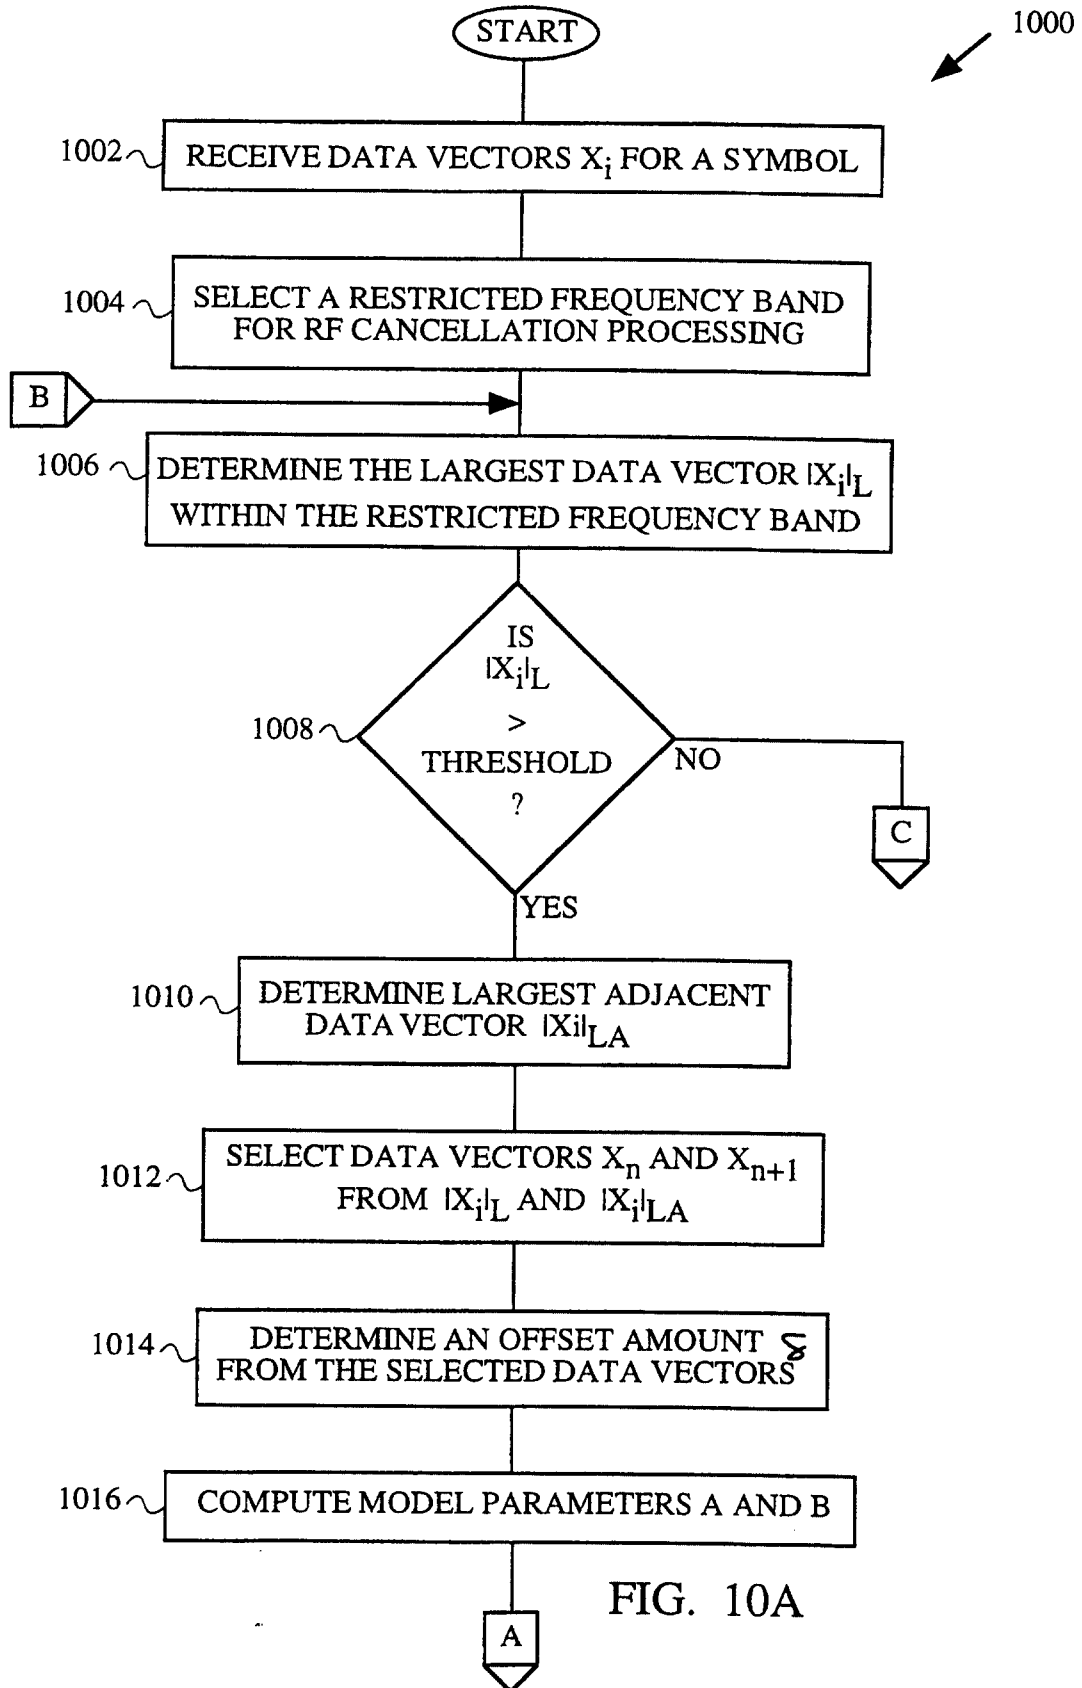 START
1000
1002
RECEIVE DATA VECTORS Xi FOR A SYMBOL
1004
SELECT A RESTRICTED FREQUENCY BAND
FOR RF CANCELLATION PROCESSING
B
1006
DETERMINE THE LARGEST DATA VECTOR |Xi|L
WITHIN THE RESTRICTED FREQUENCY BAND
1008
IS
|Xi|L
>
THRESHOLD
?
NO
C
YES
1010
DETERMINE LARGEST ADJACENT
DATA VECTOR |Xi|LA
1012
SELECT DATA VECTORS Xn AND Xn+1
FROM |Xi|L AND |Xi|LA
1014
DETERMINE AN OFFSET AMOUNT
FROM THE SELECTED DATA VECTORS
1016
COMPUTE MODEL PARAMETERS A AND B
FIG. 10A
A